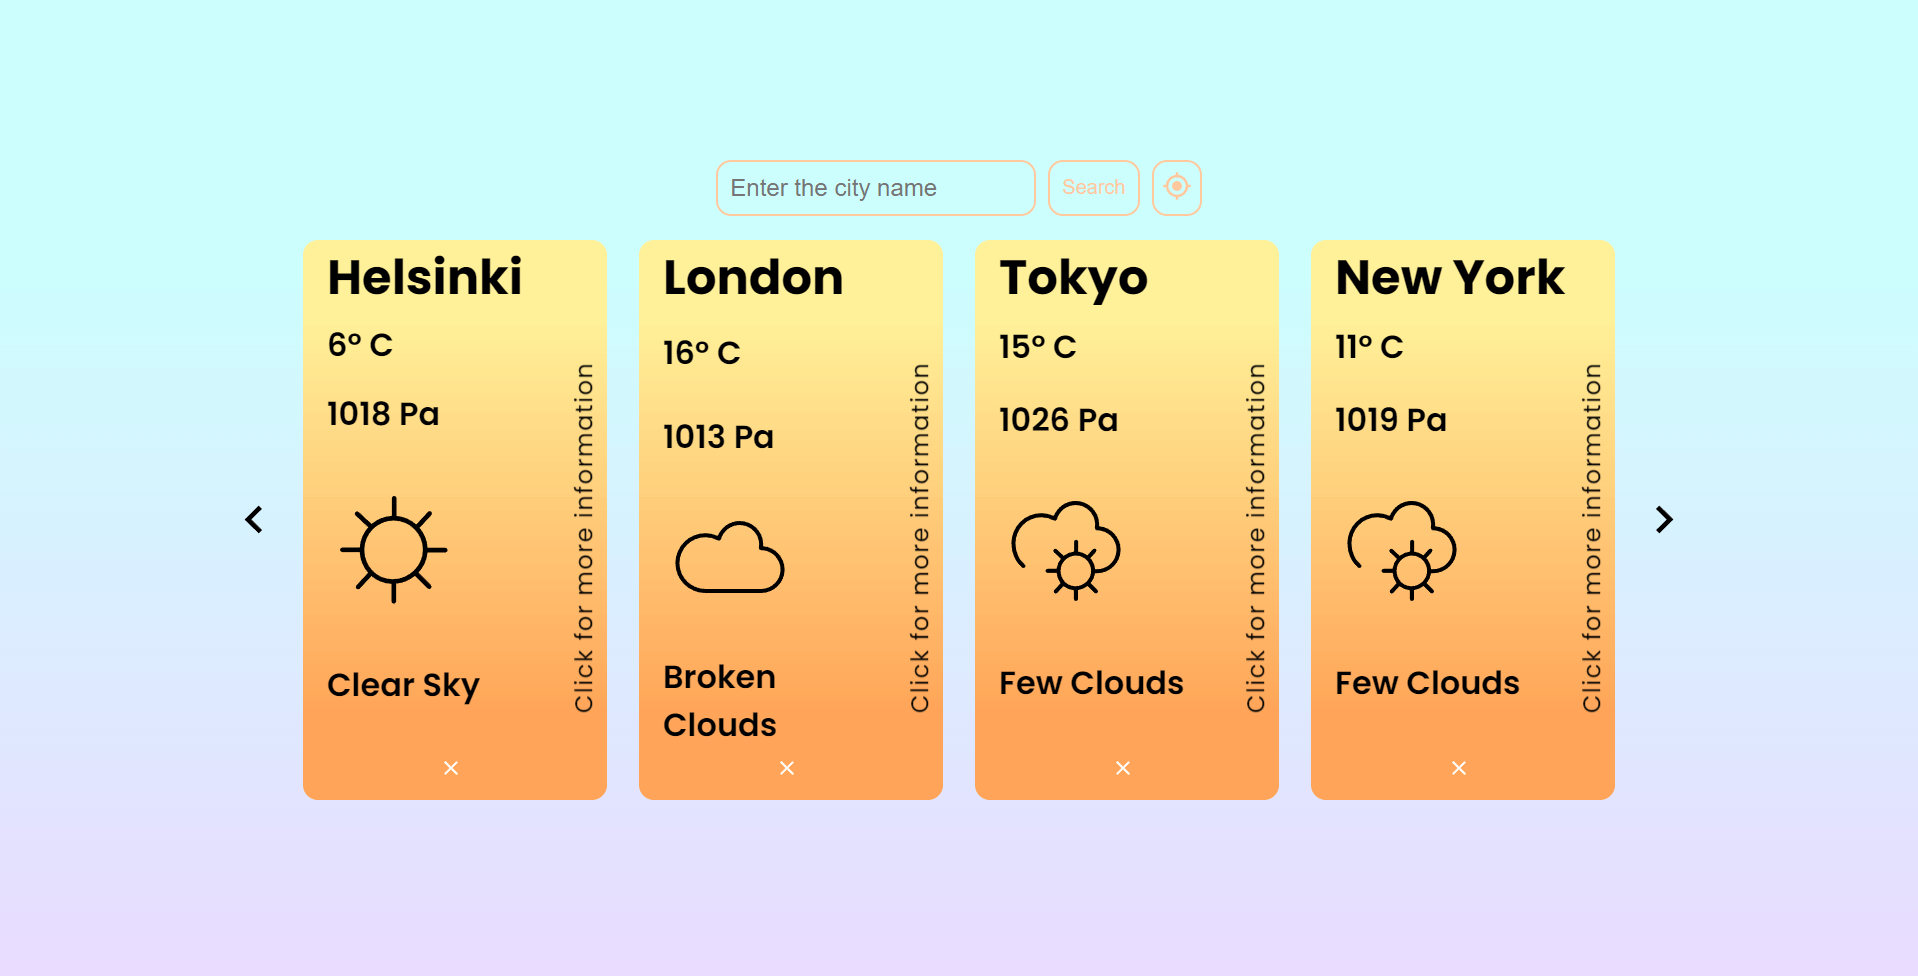 Enter the city name
Search
Helsinki
6° C
1018 Pa
Clear Sky
Click for more information
London
16° C
1013 Pa
Broken
Clouds
Click for more information
Tokyo
15° C
1026 Pa
Few Clouds
Click for more information
New York
11° C
1019 Pa
Few Clouds
Click for more information